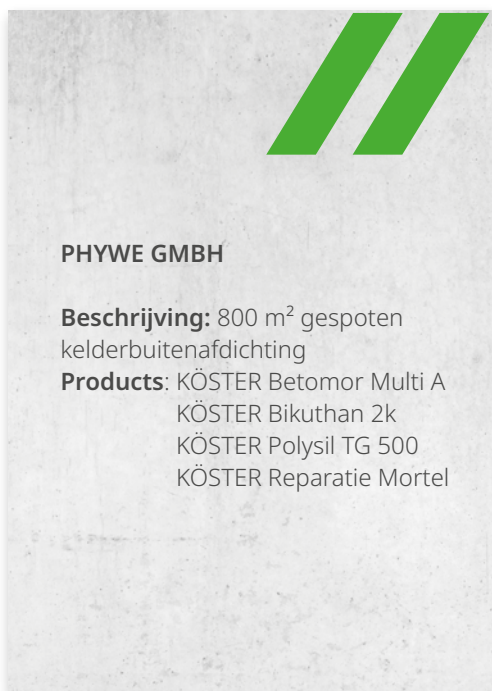 PHYWE GMBH
Beschrijving: 800 m² gespoten
kelderbuitenafdichting
Products: KÖSTER Betomor Multi A
KÖSTER Bikuthan 2k
KÖSTER Polysil TG 500
KÖSTER Reparatie Mortel